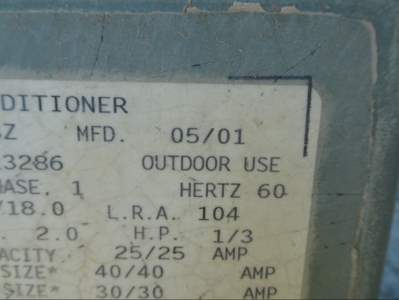 DITIONER
SZ MFD. 05/01
3286 OUTDOOR USE
HASE. 1 HERTZ 60
/18.0 L.R.A. 104
. 2.0 H.P. 1/3
ACITY 25/25 AMP
SIZE* 40/40 AMP
SIZE* 30/30 AMP